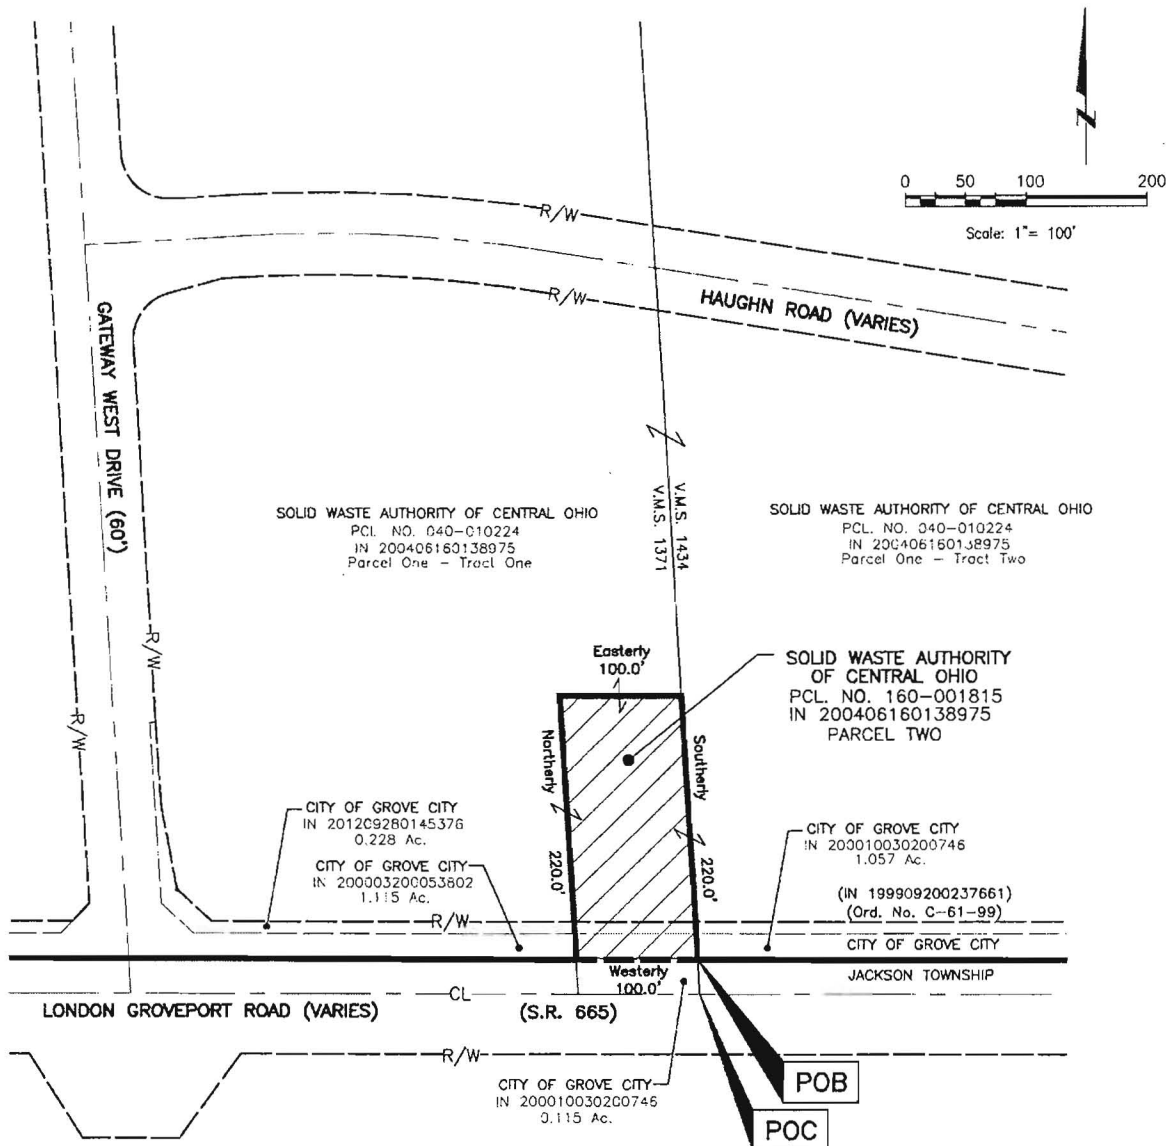 N
0 50 100 200
Scale: 1"= 100'
R/W
R/W
HAUGHN ROAD (VARIES)
GATEWAY WEST DRIVE (60')
R/W
R/W
V.M.S. 1434
V.M.S. 1371
SOLID WASTE AUTHORITY OF CENTRAL OHIO
PCL. NO. 040-010224
IN 200406160138975
Parcel One - Tract One
SOLID WASTE AUTHORITY OF CENTRAL OHIO
PCL. NO. 040-010224
IN 200406160138975
Parcel One - Tract Two
Easterly
100.0'
SOLID WASTE AUTHORITY
OF CENTRAL OHIO
PCL. NO. 160-001815
IN 200406160138975
PARCEL TWO
Northerly
220.0'
Southerly
220.0'
CITY OF GROVE CITY
IN 201209280145376
0.228 Ac.
CITY OF GROVE CITY
IN 200003200053802
1.115 Ac.
CITY OF GROVE CITY
IN 200010030200746
1.057 Ac.
(IN 199909200237661)
(Ord. No. C-61-99)
R/W
CITY OF GROVE CITY
JACKSON TOWNSHIP
Westerly
100.0'
CL
LONDON GROVEPORT ROAD (VARIES)
(S.R. 665)
R/W
CITY OF GROVE CITY
IN 200010030200746
0.115 Ac.
POB
POC